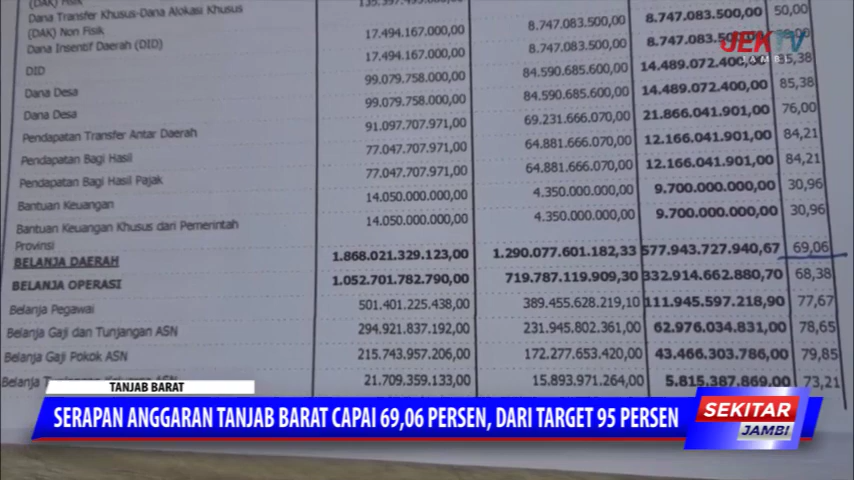 (DAK) Fisik
Dana Transfer Khusus-Dana Alokasi Khusus
(DAK) Non Fisik
Dana Insentif Daerah (DID) 17.494.167.000,00 8.747.083.500,00 8.747.083.500,00 50,00
DID 17.494.167.000,00 8.747.083.500,00
Dana Desa 99.079.758.000,00 84.590.685.600,00 14.489.072.400,00 85,38
Dana Desa 99.079.758.000,00 84.590.685.600,00 14.489.072.400,00 85,38
Pendapatan Transfer Antar Daerah 91.097.707.971,00 69.231.666.070,00 21.866.041.901,00 76,00
Pendapatan Bagi Hasil 77.047.707.971,00 64.881.666.070,00 12.166.041.901,00 84,21
Pendapatan Bagi Hasil Pajak 77.047.707.971,00 64.881.666.070,00 12.166.041.901,00 84,21
Bantuan Keuangan 14.050.000.000,00 4.350.000.000,00 9.700.000.000,00 30,96
Bantuan Keuangan Khusus dari Pemerintah 14.050.000.000,00 4.350.000.000,00 9.700.000.000,00 30,96
Provinsi
BELANJA DAERAH 1.868.021.329.123,00 1.290.077.601.182,33 577.943.727.940,67 69,06
BELANJA OPERASI 1.052.701.782.790,00 719.787.119.909,30 332.914.662.880,70 68,38
Belanja Pegawai 501.401.225.438,00 389.455.628.219,10 111.945.597.218,90 77,67
Belanja Gaji dan Tunjangan ASN 294.921.837.192,00 231.945.802.361,00 62.976.034.831,00 78,65
Belanja Gaji Pokok ASN 215.743.957.206,00 172.277.653.420,00 43.466.303.786,00 79,85
Belanja 21.709.359.133,00 15.893.971.264,00 5.815.387.869,00 73,21
JEKTV
JAMBI
TANJAB BARAT
SERAPAN ANGGARAN TANJAB BARAT CAPAI 69,06 PERSEN, DARI TARGET 95 PERSEN
SEKITAR
JAMBI